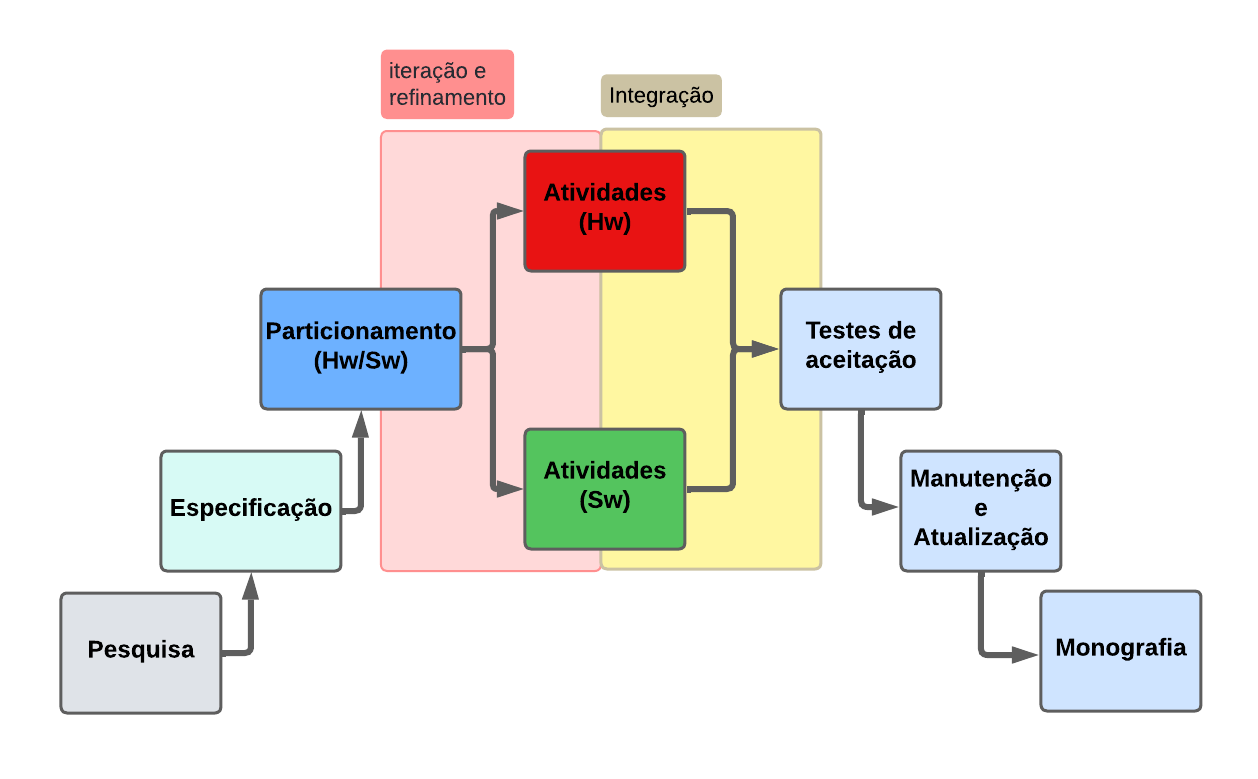 iteração e
refinamento
Integração
Atividades
(Hw)
Particionamento
(Hw/Sw)
Testes de
aceitação
Atividades
(Sw)
Especificação
Manutenção
e
Atualização
Pesquisa
Monografia